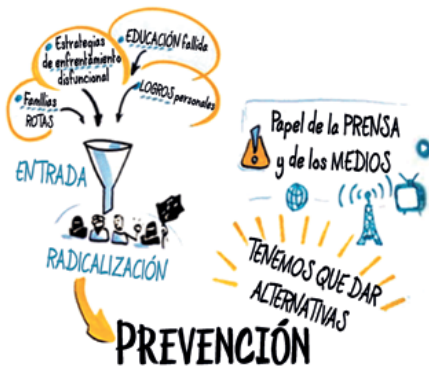 Estrategias
de enfrentamiento
disfuncional
EDUCACIÓN fallida
Familias
ROTAS
LOGROS personales
ENTRADA
RADICALIZACIÓN
Papel de la PRENSA
y de los MEDIOS
TENEMOS QUE DAR
ALTERNATIVAS
PREVENCIÓN